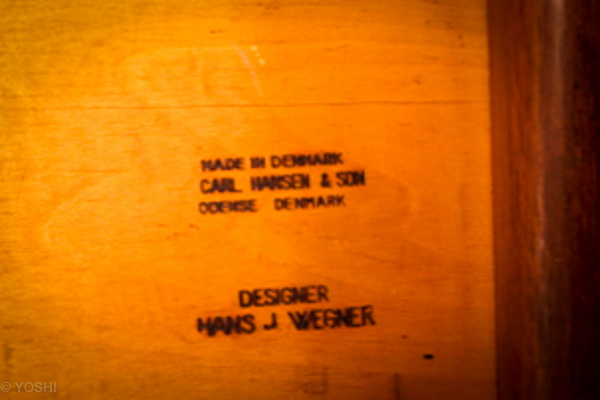 MADE IN DENMARK
CARL HANSEN & SON
ODENSE DENMARK
DESIGNER
HANS J WEGNER
© YOSHI